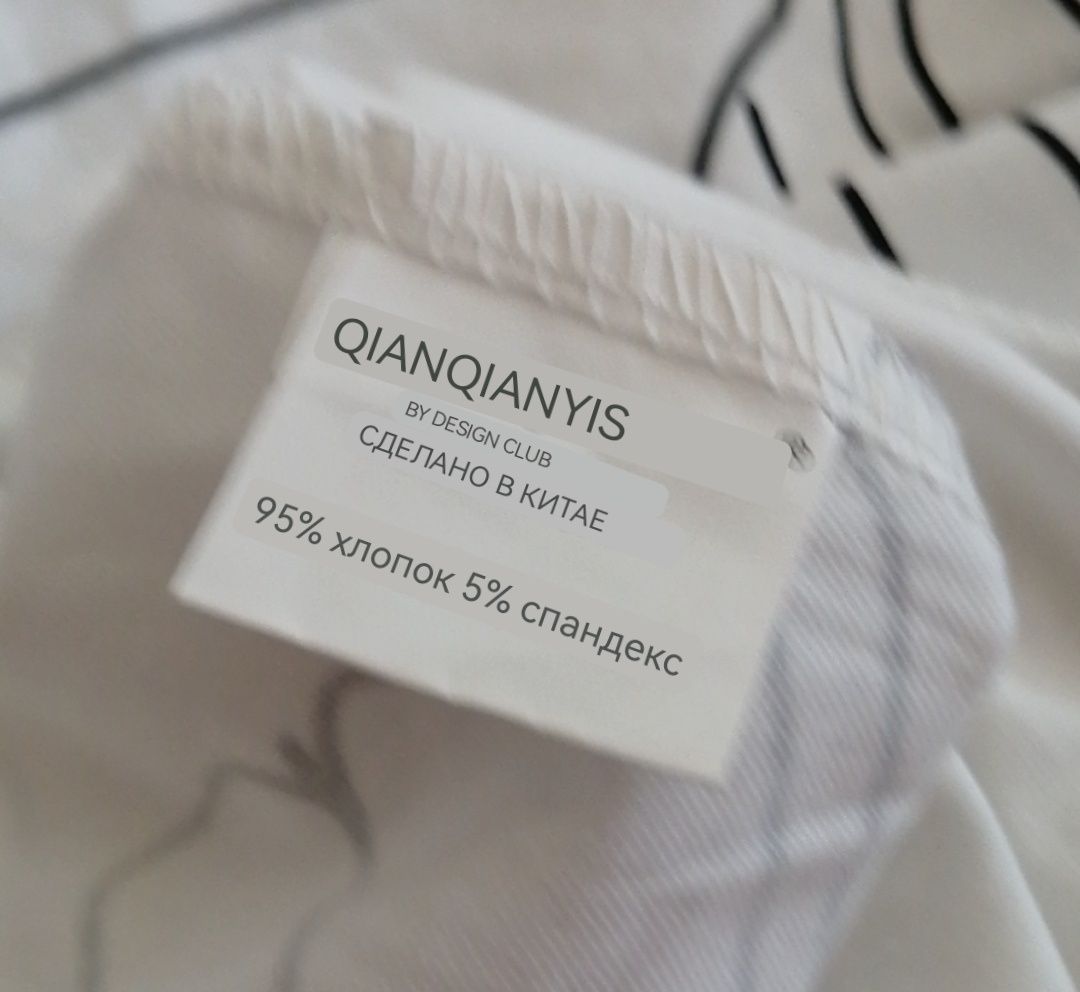 QIANQIANYIS
BY DESIGN CLUB
СДЕЛАНО В КИТАЕ
95% хлопок 5% спандекс